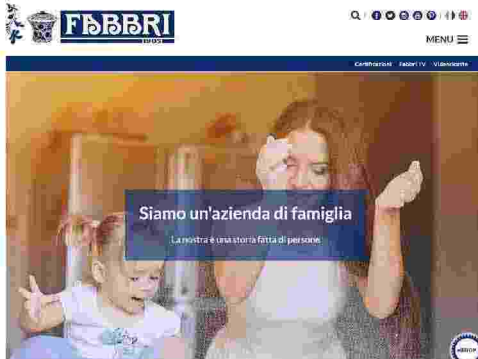 FABBRI
1905
MENU
Certificazioni Fabbri TV Videoricette
Siamo un'azienda di famiglia
La nostra è una storia fatta di persone
eSHOP